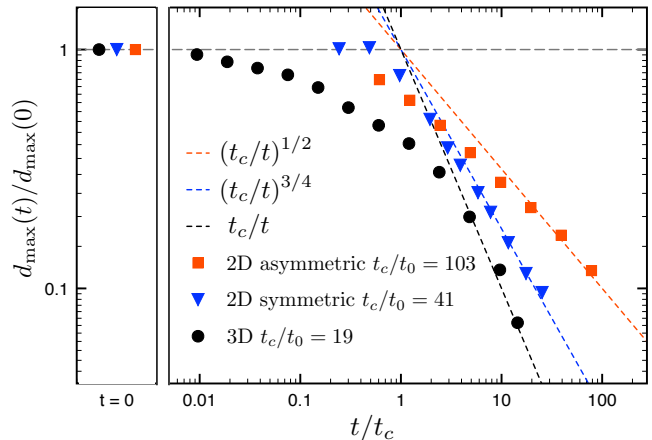 1
0.1
d_max(t)/d_max(0)
(t_c/t)^{1/2}
(t_c/t)^{3/4}
t_c/t
2D asymmetric t_c/t_0 = 103
2D symmetric t_c/t_0 = 41
3D t_c/t_0 = 19
t = 0
0.01 0.1 1 10 100
t/t_c